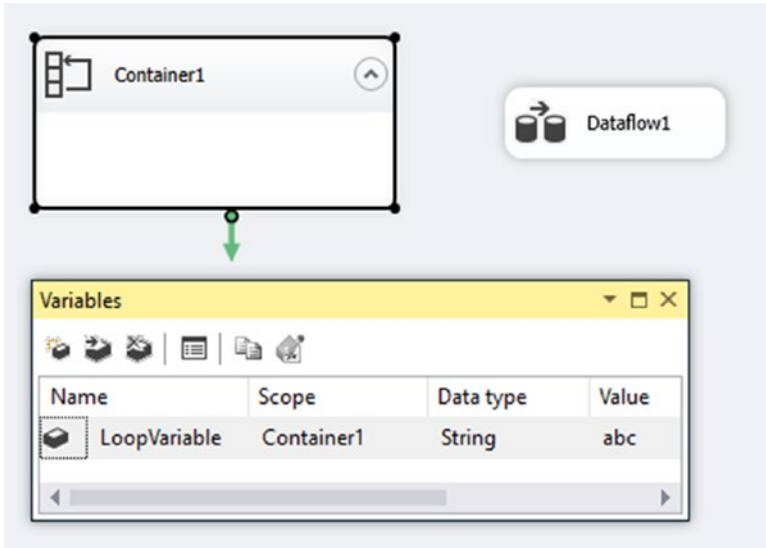 Container1
Dataflow1
Variables
Name Scope Data type Value
LoopVariable Container1 String abc